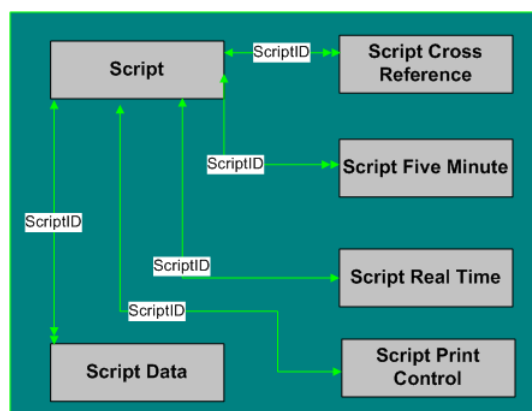 Script
ScriptID
Script Cross
Reference
ScriptID
Script Five Minute
ScriptID
ScriptID
Script Real Time
ScriptID
Script Data
Script Print
Control